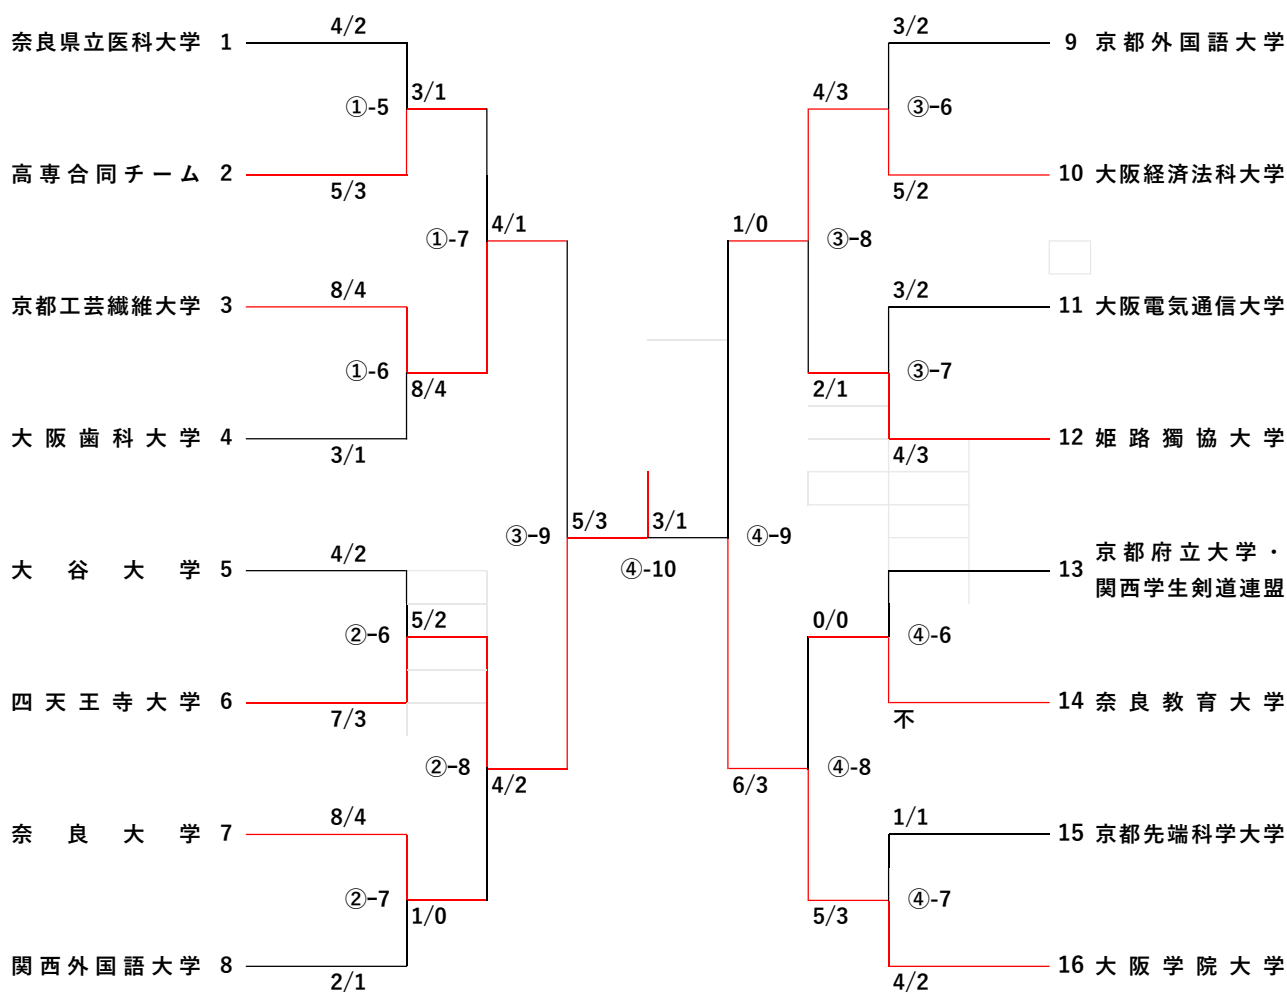 4/2
奈良県立医科大学 1
①-5
3/1
高専合同チーム 2
5/3
①-7
4/1
8/4
京都工芸繊維大学 3
①-6
8/4
大阪歯科大学 4
3/1
③-9
5/3
4/2
大谷大学 5
②-6
5/2
四天王寺大学 6
7/3
②-8
4/2
8/4
奈良大学 7
②-7
1/0
関西外国語大学 8
2/1
④-10
3/1
3/2
9 京都外国語大学
4/3
③-6
10 大阪経済法科大学
5/2
1/0
③-8
3/2
11 大阪電気通信大学
③-7
2/1
12 姫路獨協大学
4/3
④-9
13 京都府立大学・
関西学生剣道連盟
0/0
④-6
14 奈良教育大学
不
6/3
④-8
1/1
15 京都先端科学大学
④-7
5/3
16 大阪学院大学
4/2